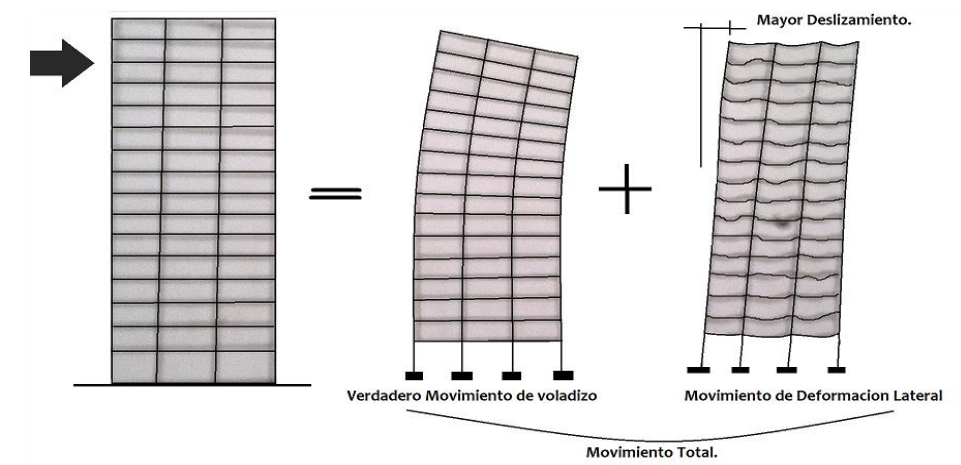 Mayor Deslizamiento.
Verdadero Movimiento de voladizo
Movimiento de Deformacion Lateral
Movimiento Total.